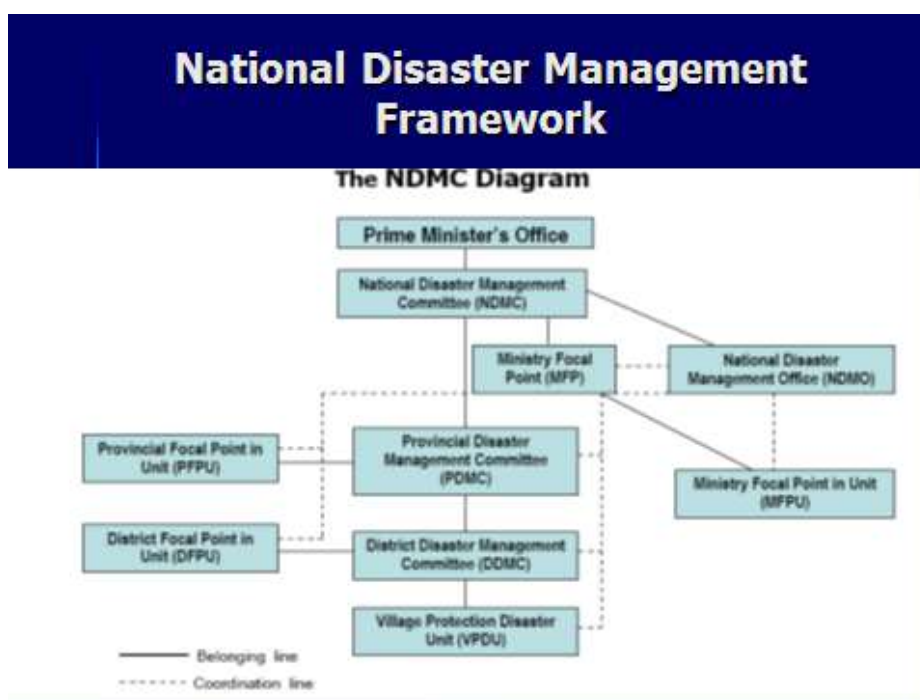 National Disaster Management
Framework
The NDMC Diagram
Prime Minister's Office
National Disaster Management
Committee (NDMC)
Ministry Focal
Point (MFP)
National Disaster
Management Office (NDMO)
Provincial Focal Point in
Unit (PFPU)
Provincial Disaster
Management Committee
(PDMC)
Ministry Focal Point in Unit
(MFPU)
District Focal Point in
Unit (DFPU)
District Disaster Management
Committee (DDMC)
Village Protection Disaster
Unit (VPDU)
Belonging line
Coordination line